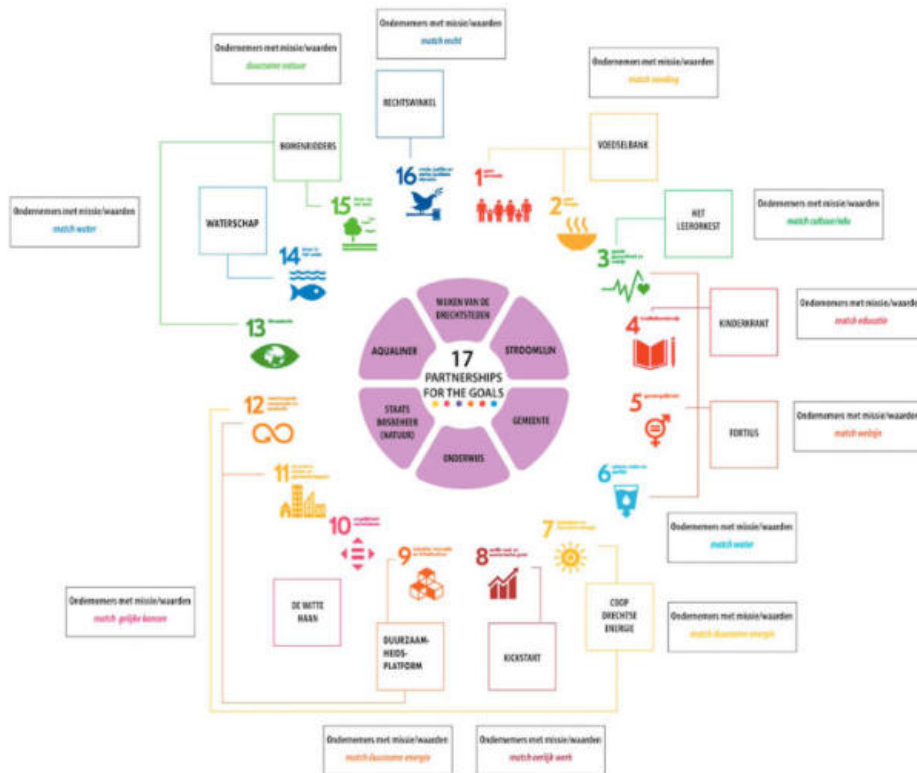 Ondernemers met missie/waarden
match recht
Ondernemers met missie/waarden
duurzame natuur
Ondernemers met missie/waarden
match voeding
RECHTSWINKEL
BOMENRIDDERS
VOEDSELBANK
16
1
15
2
Ondernemers met missie/waarden
match water
WATERSCHAP
HET
LEERORKEST
Ondernemers met missie/waarden
match cultuur/edu
14
3
13
WIJKEN VAN DE
DRECHTSTEDEN
AQUALINER
STROOMLIJN
17
PARTNERSHIPS
FOR THE GOALS
STAATS
BOSBEHEER
(NATUUR)
GEMEENTE
ONDERWIJS
4
KINDERKRANT
Ondernemers met missie/waarden
match educatie
12
5
FORTIUS
Ondernemers met missie/waarden
match welzijn
11
6
10
9
8
7
Ondernemers met missie/waarden
match water
Ondernemers met missie/waarden
match gelijke kansen
DE WITTE
RAAN
DUURZAAM-
HEIDS-
PLATFORM
KICKSTART
COOP
DRECHTSE
ENERGIE
Ondernemers met missie/waarden
match duurzame energie
Ondernemers met missie/waarden
match duurzame energie
Ondernemers met missie/waarden
match eerlijk werk